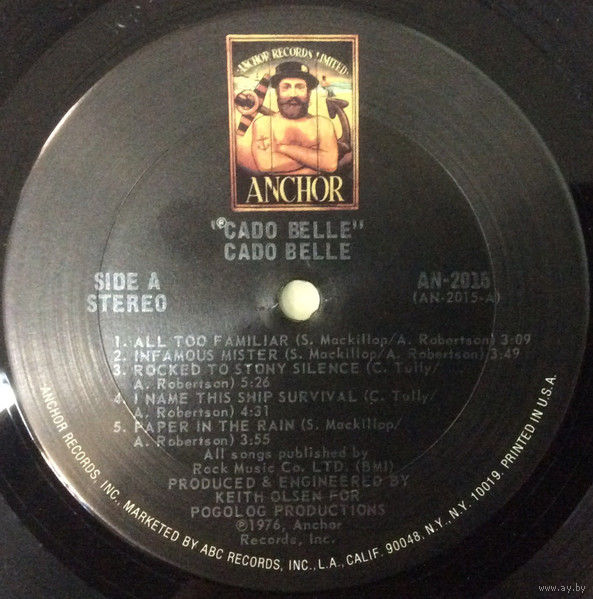 ANCHOR RECORDS LIMITED
ANCHOR
"℗CADO BELLE"
CADO BELLE
SIDE A
STEREO
AN-2015
(AN-2015-A)
1. ALL TOO FAMILIAR (S. Mackillop/A. Robertson) 3:09
2. INFAMOUS MISTER (S. Mackillop/A. Robertson) 3:49
3. ROCKED TO STONY SILENCE (C. Tully/
A. Robertson) 5:26
4. I NAME THIS SHIP SURVIVAL (C. Tully/
A. Robertson) 4:31
5. PAPER IN THE RAIN (S. Mackillop/
A. Robertson) 3:55
All songs published by
Rock Music Co. LTD. (BMI)
PRODUCED & ENGINEERED BY
KEITH OLSEN FOR
POGOLOG PRODUCTIONS
℗1976, Anchor
Records, Inc.
ANCHOR RECORDS, INC., MARKETED BY ABC RECORDS, INC., L.A., CALIF. 90048, N.Y., N.Y. 10019. PRINTED IN U.S.A.
www.ay.by